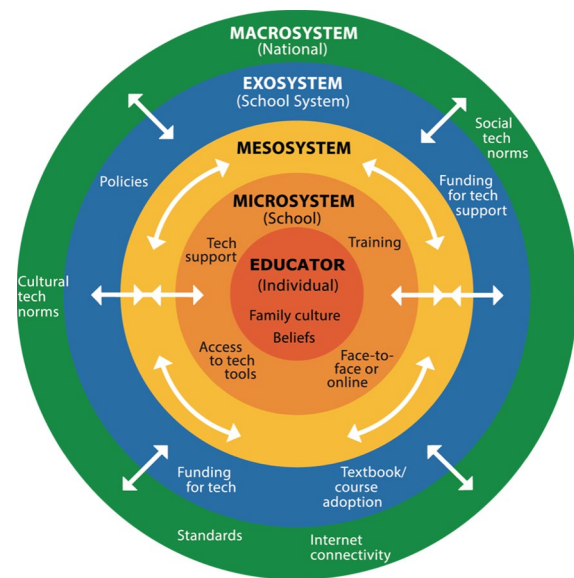 MACROSYSTEM
(National)
EXOSYSTEM
(School System)
Social
tech
norms
MESOSYSTEM
Policies
Funding
for tech
support
MICROSYSTEM
(School)
Tech
support
Training
EDUCATOR
(Individual)
Family culture
Beliefs
Cultural
tech
norms
Access
to tech
tools
Face-to-
face or
online
Funding
for tech
Textbook/
course
adoption
Standards
Internet
connectivity